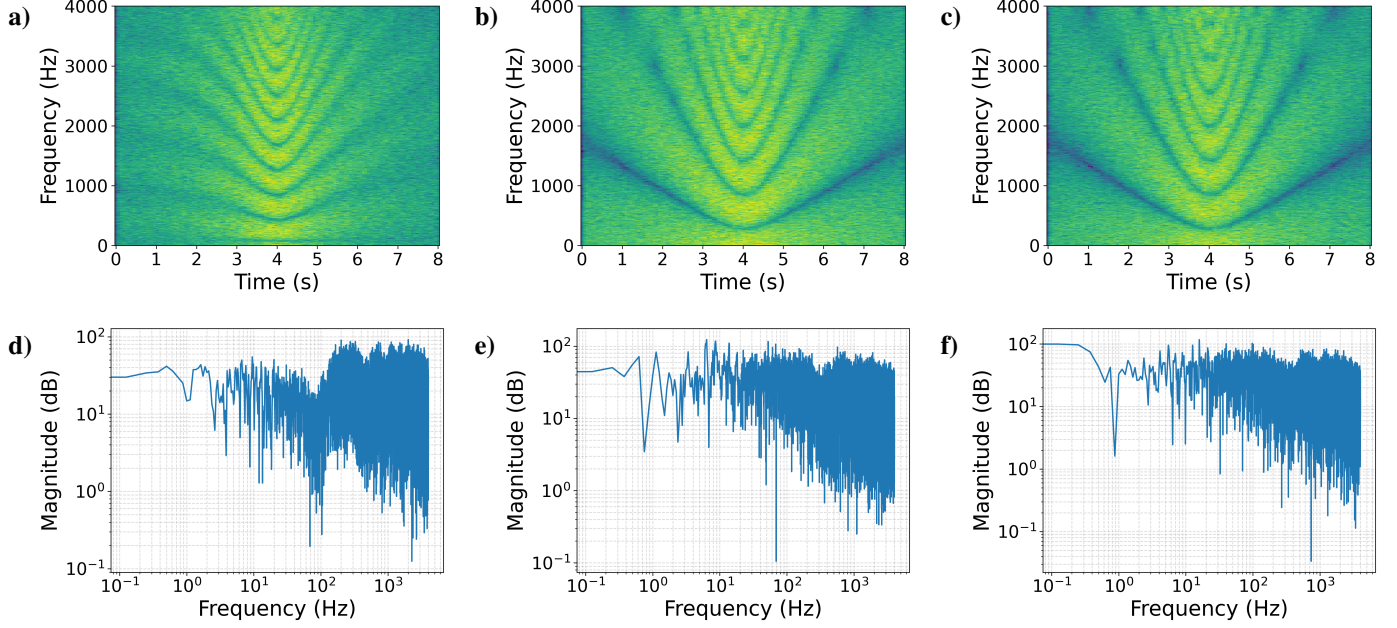 a)
4000
3000
2000
1000
0
Frequency (Hz)
0 1 2 3 4 5 6 7 8
Time (s)
b)
4000
3000
2000
1000
0
Frequency (Hz)
0 1 2 3 4 5 6 7 8
Time (s)
c)
4000
3000
2000
1000
0
Frequency (Hz)
0 1 2 3 4 5 6 7 8
Time (s)
d)
10²
10¹
10⁰
10⁻¹
Magnitude (dB)
10⁻¹ 10⁰ 10¹ 10² 10³
Frequency (Hz)
e)
10²
10¹
10⁰
10⁻¹
Magnitude (dB)
10⁻¹ 10⁰ 10¹ 10² 10³
Frequency (Hz)
f)
10²
10¹
10⁰
10⁻¹
Magnitude (dB)
10⁻¹ 10⁰ 10¹ 10² 10³
Frequency (Hz)